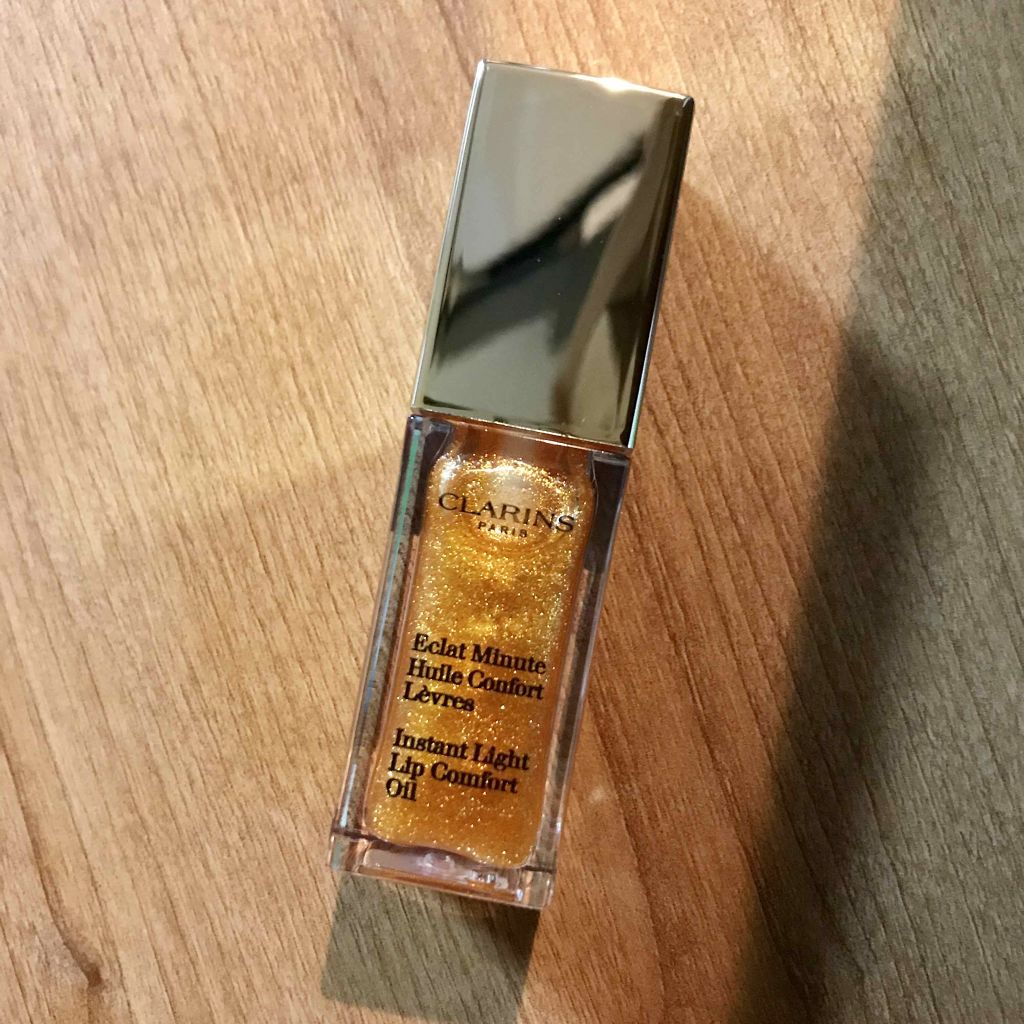 CLARINS
PARIS
Eclat Minute
Huile Confort
Lèvres
Instant Light
Lip Comfort
Oil